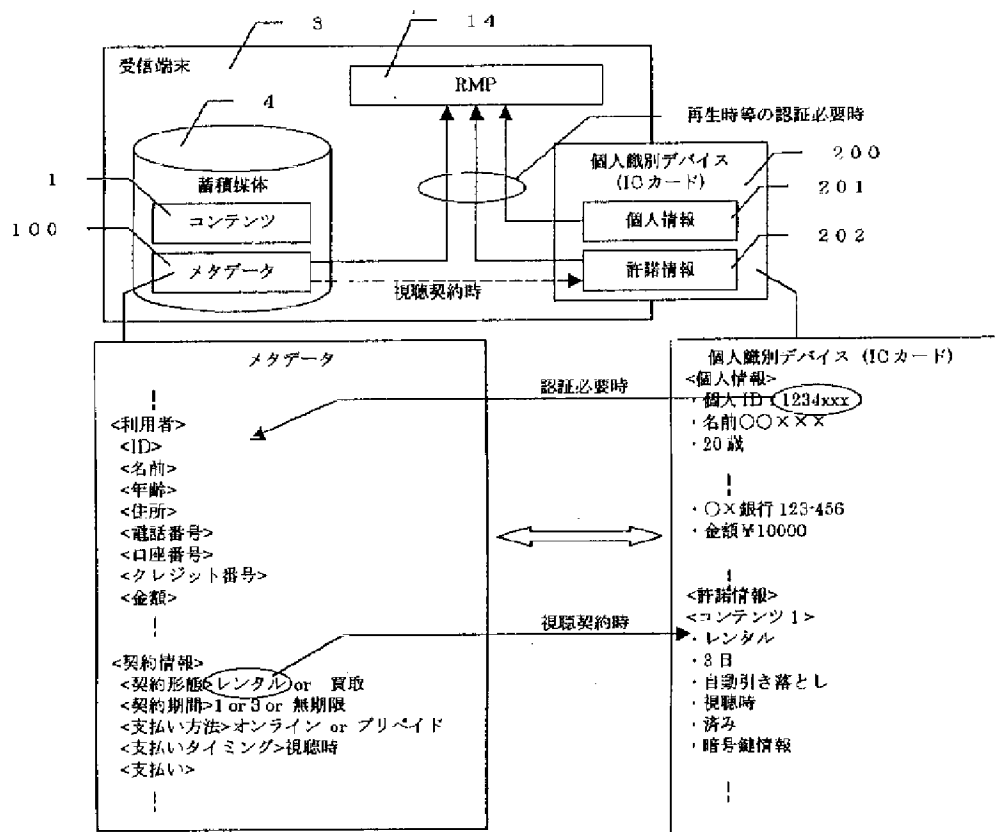 3
14
受信端末
RMP
4
再生時等の認証必要時
個人識別デバイス
(ICカード)
200
1
蓄積媒体
コンテンツ
個人情報
201
100
メタデータ
許諾情報
202
視聴契約時
メタデータ
<利用者>
<ID>
<名前>
<年齢>
<住所>
<電話番号>
<口座番号>
<クレジット番号>
<金額>
<契約情報>
<契約形態>レンタル or 買取
<契約期間>1 or 3 or 無期限
<支払い方法>オンライン or プリペイド
<支払いタイミング>視聴時
<支払い>
認証必要時
視聴契約時
個人識別デバイス (ICカード)
<個人情報>
・個人ID:1234xxx
・名前○○×××
・20歳
・○×銀行123-456
・金額¥10000
<許諾情報>
<コンテンツ1>
・レンタル
・3日
・自動引き落とし
・視聴時
・済み
・暗号鍵情報